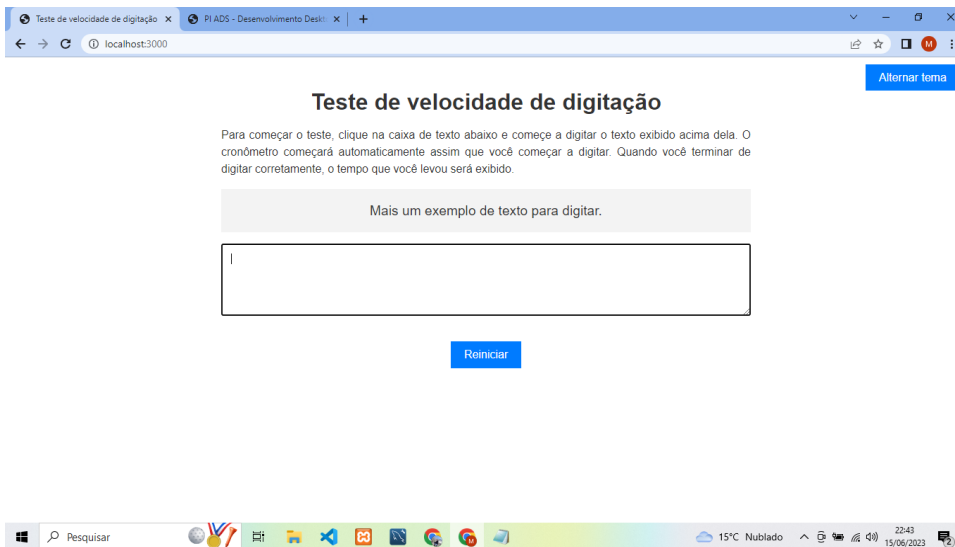 Teste de velocidade de digitação
PI ADS - Desenvolvimento Deskt
localhost:3000
M
Alternar tema
Teste de velocidade de digitação
Para começar o teste, clique na caixa de texto abaixo e começe a digitar o texto exibido acima dela. O
cronômetro começará automaticamente assim que você começar a digitar. Quando você terminar de
digitar corretamente, o tempo que você levou será exibido.
Mais um exemplo de texto para digitar.
Reiniciar
Pesquisar
15°C Nublado
22:43
15/06/2023
2